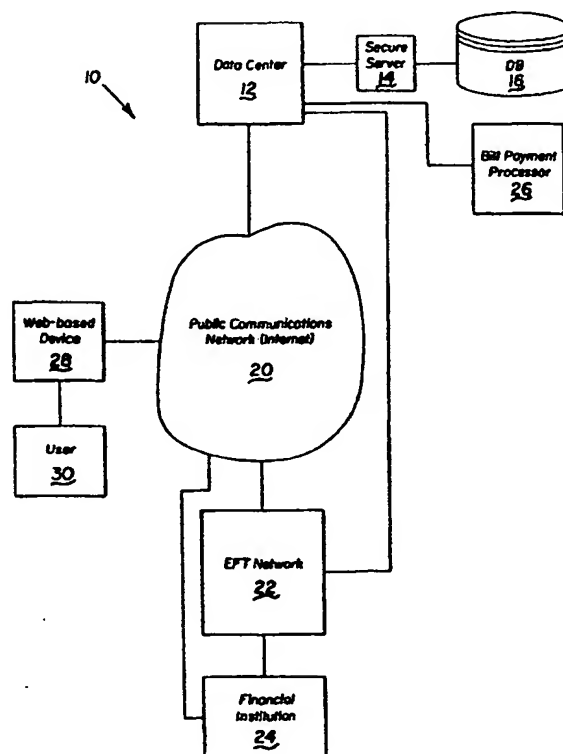 10
Data Center
12
Secure
Server
14
DB
16
Bill Payment
Processor
26
Web-based
Device
28
User
30
Public Communications
Network (Internet)
20
EFT Network
22
Financial
Institution
24